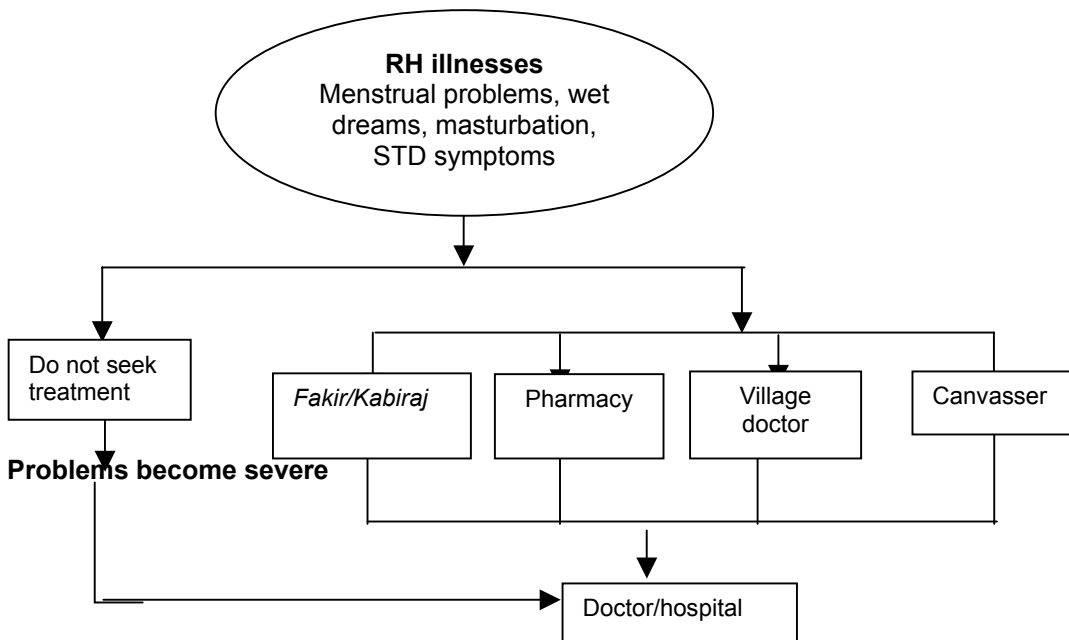 RH illnesses
Menstrual problems, wet
dreams, masturbation,
STD symptoms
Do not seek
treatment
Fakir/Kabiraj
Pharmacy
Village
doctor
Canvasser
Problems become severe
Doctor/hospital